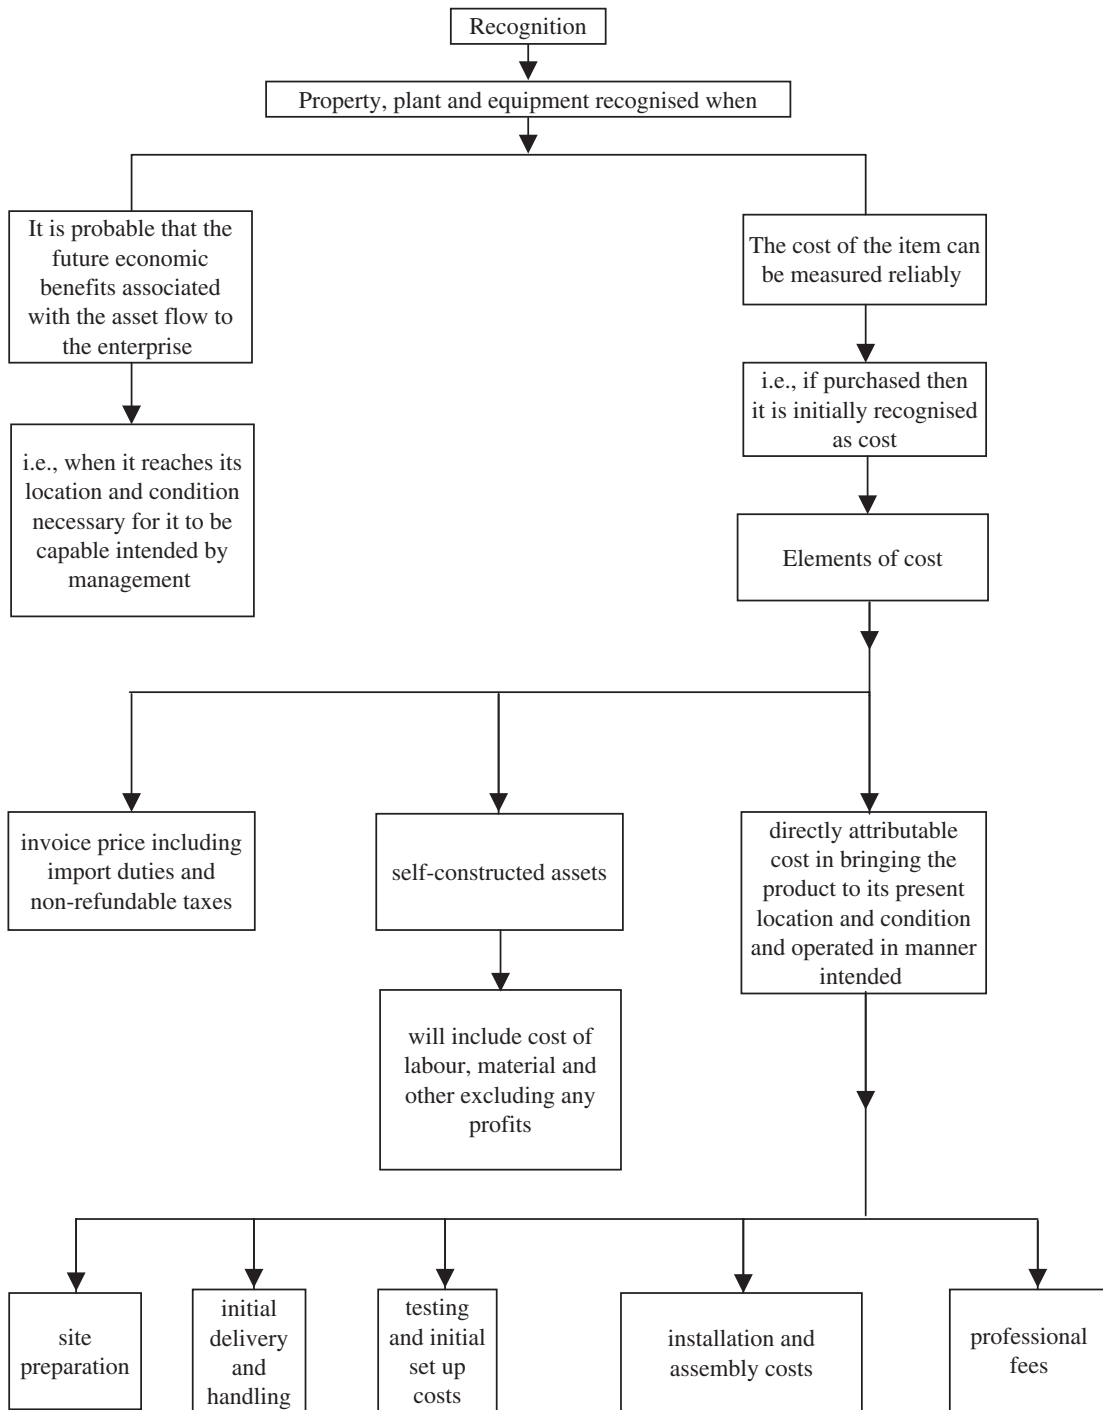 Recognition
Property, plant and equipment recognised when
It is probable that the
future economic
benefits associated
with the asset flow to
the enterprise
The cost of the item can
be measured reliably
i.e., when it reaches its
location and condition
necessary for it to be
capable intended by
management
i.e., if purchased then
it is initially recognised
as cost
Elements of cost
invoice price including
import duties and
non-refundable taxes
self-constructed assets
will include cost of
labour, material and
other excluding any
profits
directly attributable
cost in bringing the
product to its present
location and condition
and operated in manner
intended
site
preparation
initial
delivery
and
handling
testing
and initial
set up
costs
installation and
assembly costs
professional
fees